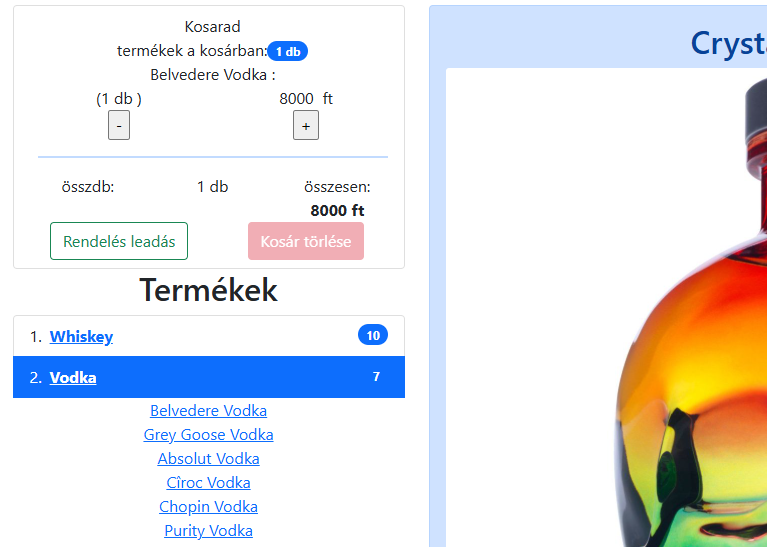 Kosarad
termékek a kosárban: 1 db
Belvedere Vodka :
(1 db ) 8000 ft
- +
összdb: 1 db összesen:
8000 ft
Rendelés leadás Kosár törlése
Termékek
1. Whiskey 10
2. Vodka 7
Belvedere Vodka
Grey Goose Vodka
Absolut Vodka
Cîroc Vodka
Chopin Vodka
Purity Vodka